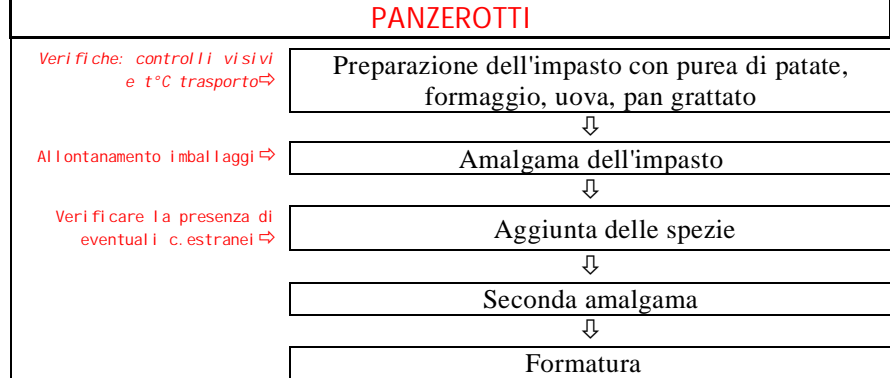 PANZEROTTI
Verifiche: controlli visivi
e t°C trasporto⇨
Preparazione dell'impasto con purea di patate,
formaggio, uova, pan grattato
⇩
Allontanamento imballaggi⇨
Amalgama dell'impasto
⇩
Verificare la presenza di
eventuali c.estranei⇨
Aggiunta delle spezie
⇩
Seconda amalgama
⇩
Formatura